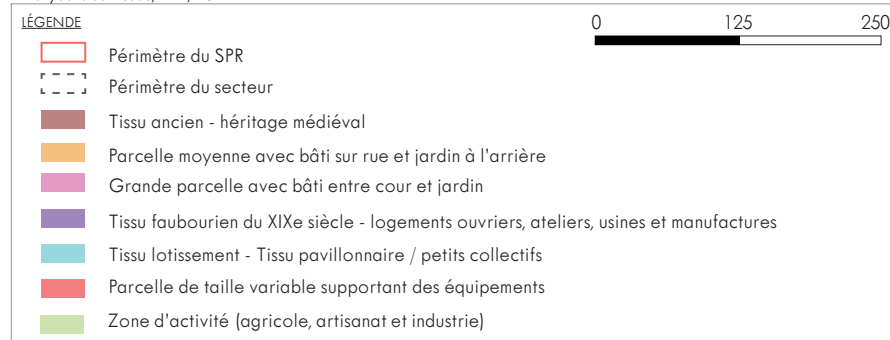 LÉGENDE
0 125 250
Périmètre du SPR
Périmètre du secteur
Tissu ancien - héritage médiéval
Parcelle moyenne avec bâti sur rue et jardin à l'arrière
Grande parcelle avec bâti entre cour et jardin
Tissu faubourien du XIXe siècle - logements ouvriers, ateliers, usines et manufactures
Tissu lotissement - Tissu pavillonnaire / petits collectifs
Parcelle de taille variable supportant des équipements
Zone d'activité (agricole, artisanat et industrie)